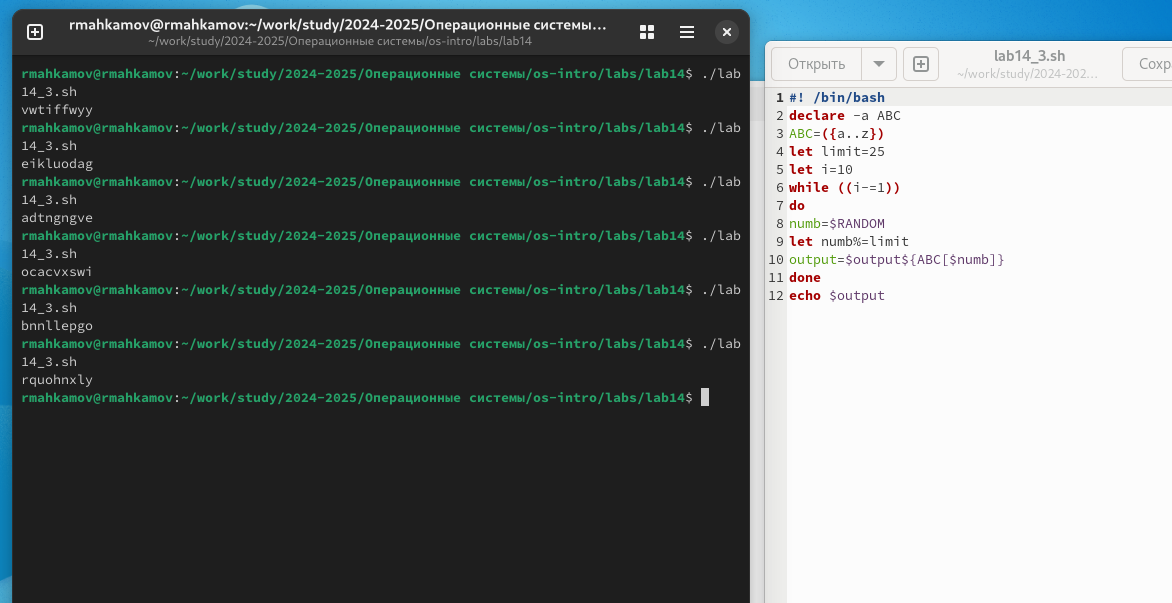 rmahkamov@rmahkamov:~/work/study/2024-2025/Операционные системы...
~/work/study/2024-2025/Операционные системы/os-intro/labs/lab14
rmahkamov@rmahkamov:~/work/study/2024-2025/Операционные системы/os-intro/labs/lab14$ ./lab
14_3.sh
vwtiffwyy
rmahkamov@rmahkamov:~/work/study/2024-2025/Операционные системы/os-intro/labs/lab14$ ./lab
14_3.sh
eikluodag
rmahkamov@rmahkamov:~/work/study/2024-2025/Операционные системы/os-intro/labs/lab14$ ./lab
14_3.sh
adtngngve
rmahkamov@rmahkamov:~/work/study/2024-2025/Операционные системы/os-intro/labs/lab14$ ./lab
14_3.sh
ocacvxswi
rmahkamov@rmahkamov:~/work/study/2024-2025/Операционные системы/os-intro/labs/lab14$ ./lab
14_3.sh
bnnllepgo
rmahkamov@rmahkamov:~/work/study/2024-2025/Операционные системы/os-intro/labs/lab14$ ./lab
14_3.sh
rquohnxly
rmahkamov@rmahkamov:~/work/study/2024-2025/Операционные системы/os-intro/labs/lab14$
Открыть
lab14_3.sh
~/work/study/2024-202...
Сохр
1 #! /bin/bash
2 declare -a ABC
3 ABC=({a..z})
4 let limit=25
5 let i=10
6 while ((i-=1))
7 do
8 numb=$RANDOM
9 let numb%=limit
10 output=$output${ABC[$numb]}
11 done
12 echo $output